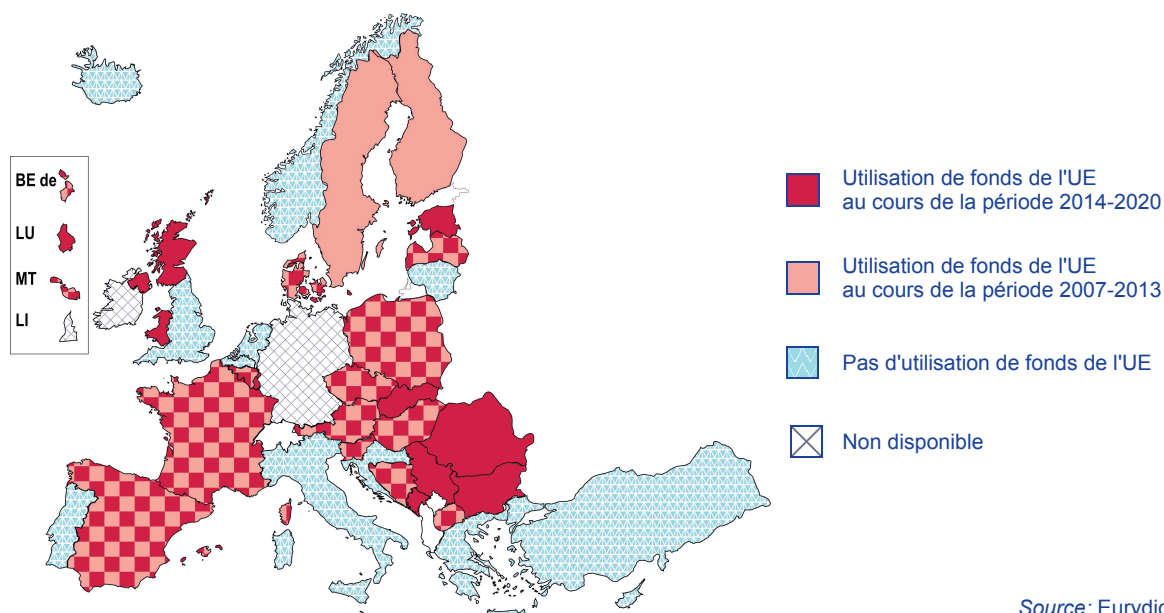 BE de
LU
MT
LI
Utilisation de fonds de l'UE
au cours de la période 2014-2020
Utilisation de fonds de l'UE
au cours de la période 2007-2013
Pas d'utilisation de fonds de l'UE
Non disponible
Source: Eurydic